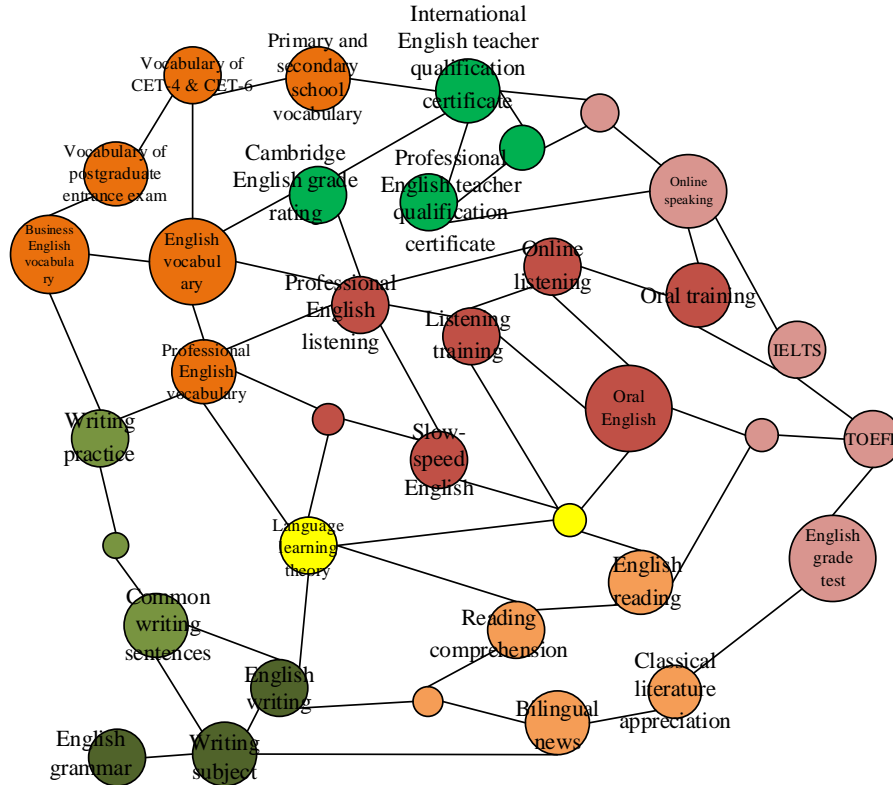 International
English teacher
qualification
certificate
Primary and
secondary
school
vocabulary
Vocabulary of
CET-4 & CET-6
Vocabulary of
postgraduate
entrance exam
Cambridge
English grade
rating
Professional
English teacher
qualification
certificate
Online
speaking
Business
English
vocabula
ry
English
vocabul
ary
Professional
English
listening
Online
listening
Oral training
Listening
training
IELTS
Professional
English
vocabulary
Oral
English
Writing
practice
Slow-
speed
English
TOEFL
Language
learning
theory
English
grade
test
English
reading
Common
writing
sentences
Reading
comprehension
Classical
literature
appreciation
English
writing
Bilingual
news
English
grammar
Writing
subject